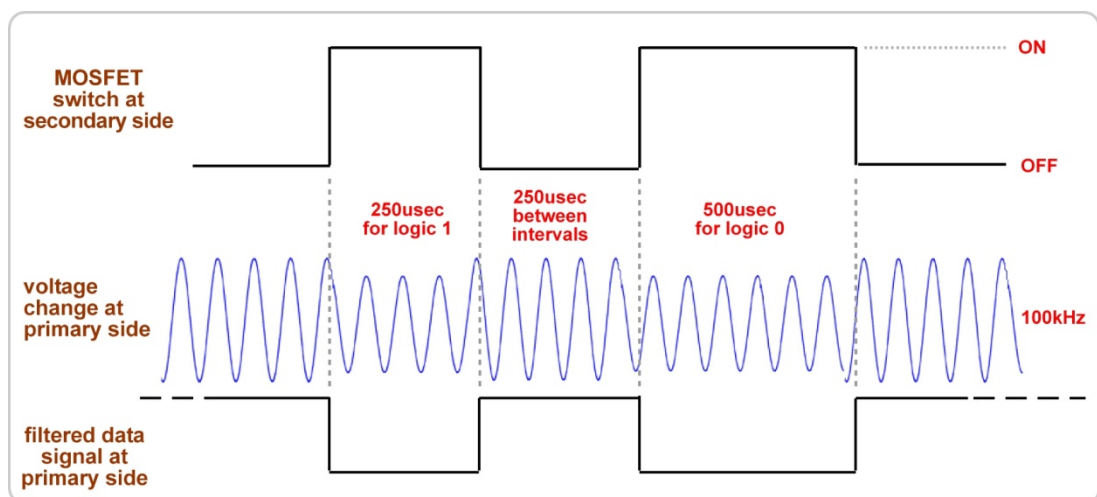 MOSFET
switch at
secondary side
ON
OFF
250usec
for logic 1
250usec
between
intervals
500usec
for logic 0
voltage
change at
primary side
100kHz
filtered data
signal at
primary side